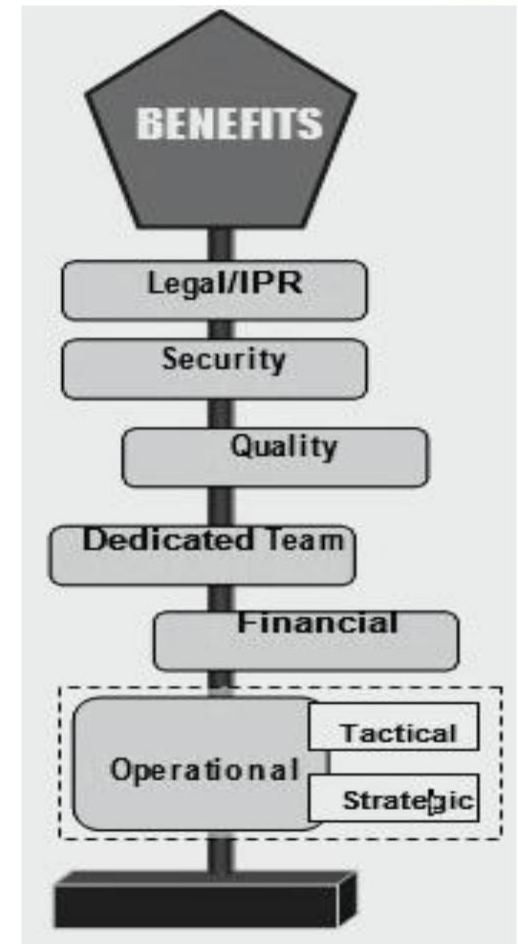 BENEFITS
Legal/IPR
Security
Quality
Dedicated Team
Financial
Operational
Tactical
Strategic